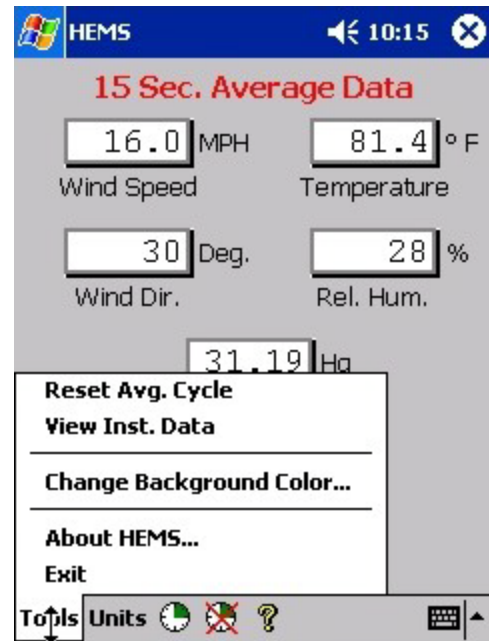 HEMS 10:15
15 Sec. Average Data
16.0 MPH 81.4 ° F
Wind Speed Temperature
30 Deg. 28 %
Wind Dir. Rel. Hum.
31.19 Hg
Reset Avg. Cycle
View Inst. Data
Change Background Color...
About HEMS...
Exit
Tools Units